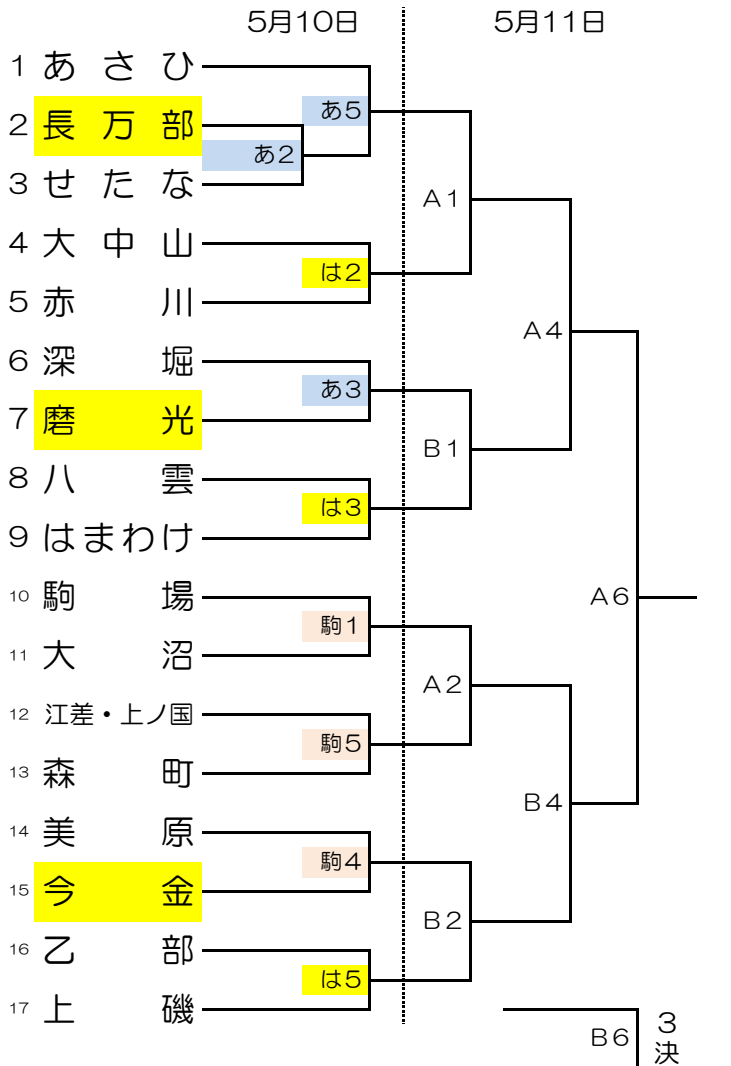 5月10日 5月11日
1 あさひ
あ5
2 長万部
あ2
3 せたな
A1
4 大中山
は2
5 赤川
A4
6 深堀
あ3
7 磨光
B1
8 八雲
は3
9 はまわけ
10 駒場
A6
駒1
11 大沼
A2
12 江差・上ノ国
駒5
13 森町
B4
14 美原
駒4
15 今金
B2
16 乙部
は5
17 上磯
B6
3決